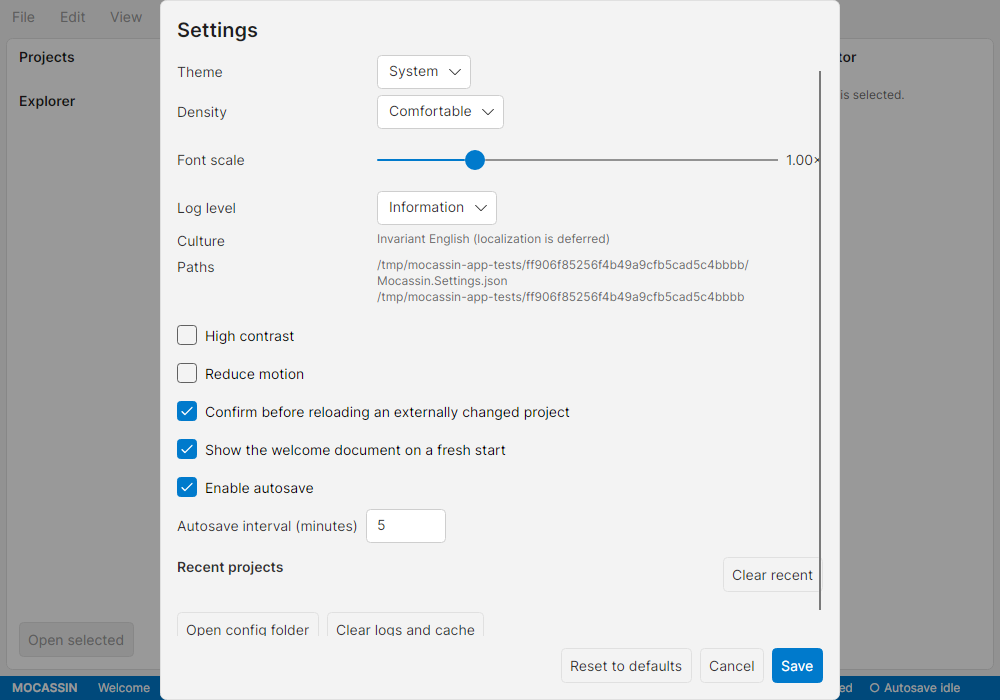 File Edit View
Settings
Projects
Explorer
tor
is selected.
Theme
System
Density
Comfortable
Font scale
1.00×
Log level
Information
Culture
Invariant English (localization is deferred)
Paths
/tmp/mocassin-app-tests/ff906f85256f4b49a9cfb5cad5c4bbbb/
Mocassin.Settings.json
/tmp/mocassin-app-tests/ff906f85256f4b49a9cfb5cad5c4bbbb
High contrast
Reduce motion
Confirm before reloading an externally changed project
Show the welcome document on a fresh start
Enable autosave
Autosave interval (minutes) 5
Recent projects
Clear recent
Open config folder Clear logs and cache
Open selected
Reset to defaults Cancel Save
MOCASSIN Welcome
ed Autosave idle